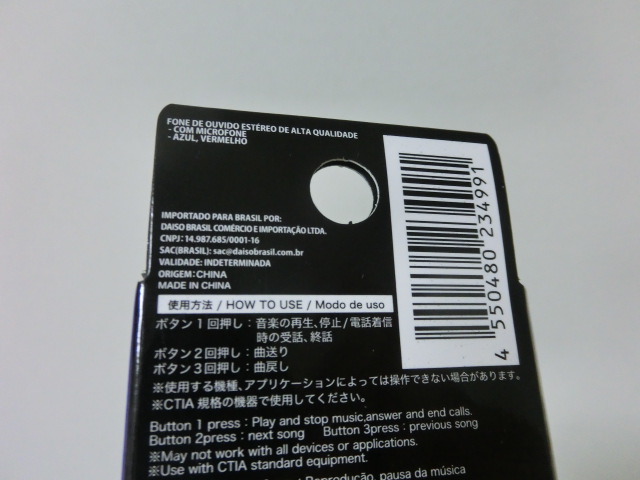 FONE DE OUVIDO ESTÉREO DE ALTA QUALIDADE
- COM MICROFONE
- AZUL, VERMELHO
IMPORTADO PARA BRASIL POR:
DAISO BRASIL COMÉRCIO E IMPORTAÇÃO LTDA.
CNPJ: 14.987.685/0001-16
SAC(BRASIL): sac@daisobrasil.com.br
VALIDADE: INDETERMINADA
ORIGEM: CHINA
MADE IN CHINA
4 550480 234991
使用方法 / HOW TO USE / Modo de uso
ボタン1回押し：音楽の再生、停止/電話着信
時の受話、終話
ボタン2回押し：曲送り
ボタン3回押し：曲戻し
※使用する機種、アプリケーションによっては操作できない場合があります。
※CTIA 規格の機器で使用してください。
Button 1 press : Play and stop music,answer and end calls.
Button 2press : next song Button 3press : previous song
※May not work with all devices or applications.
※Use with CTIA standard equipment.
Reprodução, pausa da música